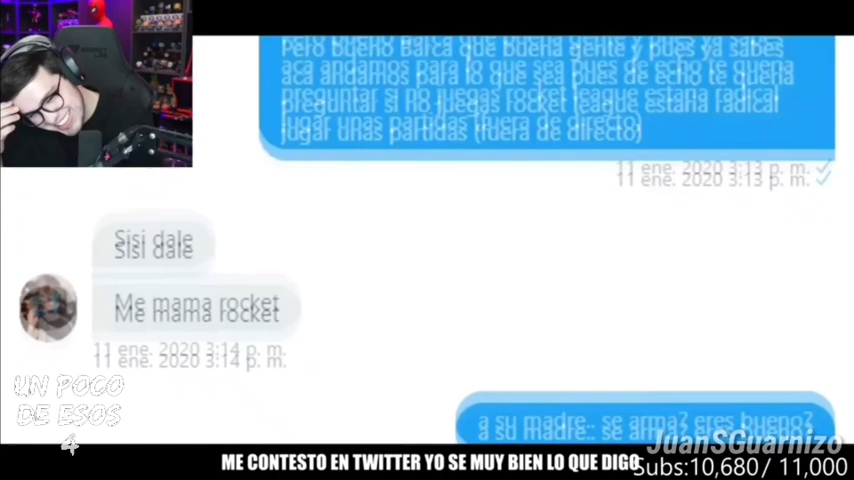 Pero bueno Barca que buena gente y pues ya sabes
aca andamos para lo que sea pues de echo te queria
preguntar si no juegas rocket league estaria radical
jugar unas partidas (fuera de directo)
11 ene. 2020 3:13 p. m.
Sisi dale
Me mama rocket
11 ene. 2020 3:14 p. m.
UN POCO
DE ESOS
4
a su madre.. se arma? eres bueno?
JuanSGuarnizo
ME CONTESTO EN TWITTER YO SE MUY BIEN LO QUE DIGO
Subs:10,680/ 11,000